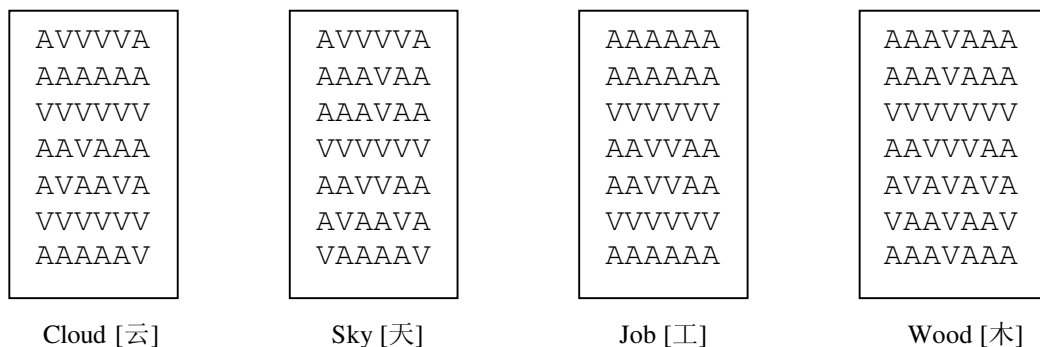 AVVVVA
AAAAAA
VVVVVV
AAVAAA
AVAAVA
VVVVVV
AAAAAV
Cloud [云]
AVVVVA
AAAVAA
AAAVAA
VVVVVV
AAVVAA
AVAAVA
VAAAAV
Sky [天]
AAAAAA
AAAAAA
VVVVVV
AAVVAA
AAVVAA
VVVVVV
AAAAAA
Job [工]
AAAVAAA
AAAVAAA
VVVVVVV
AAVVVAA
AVAVAVA
VAAVAAV
AAAVAAA
Wood [木]